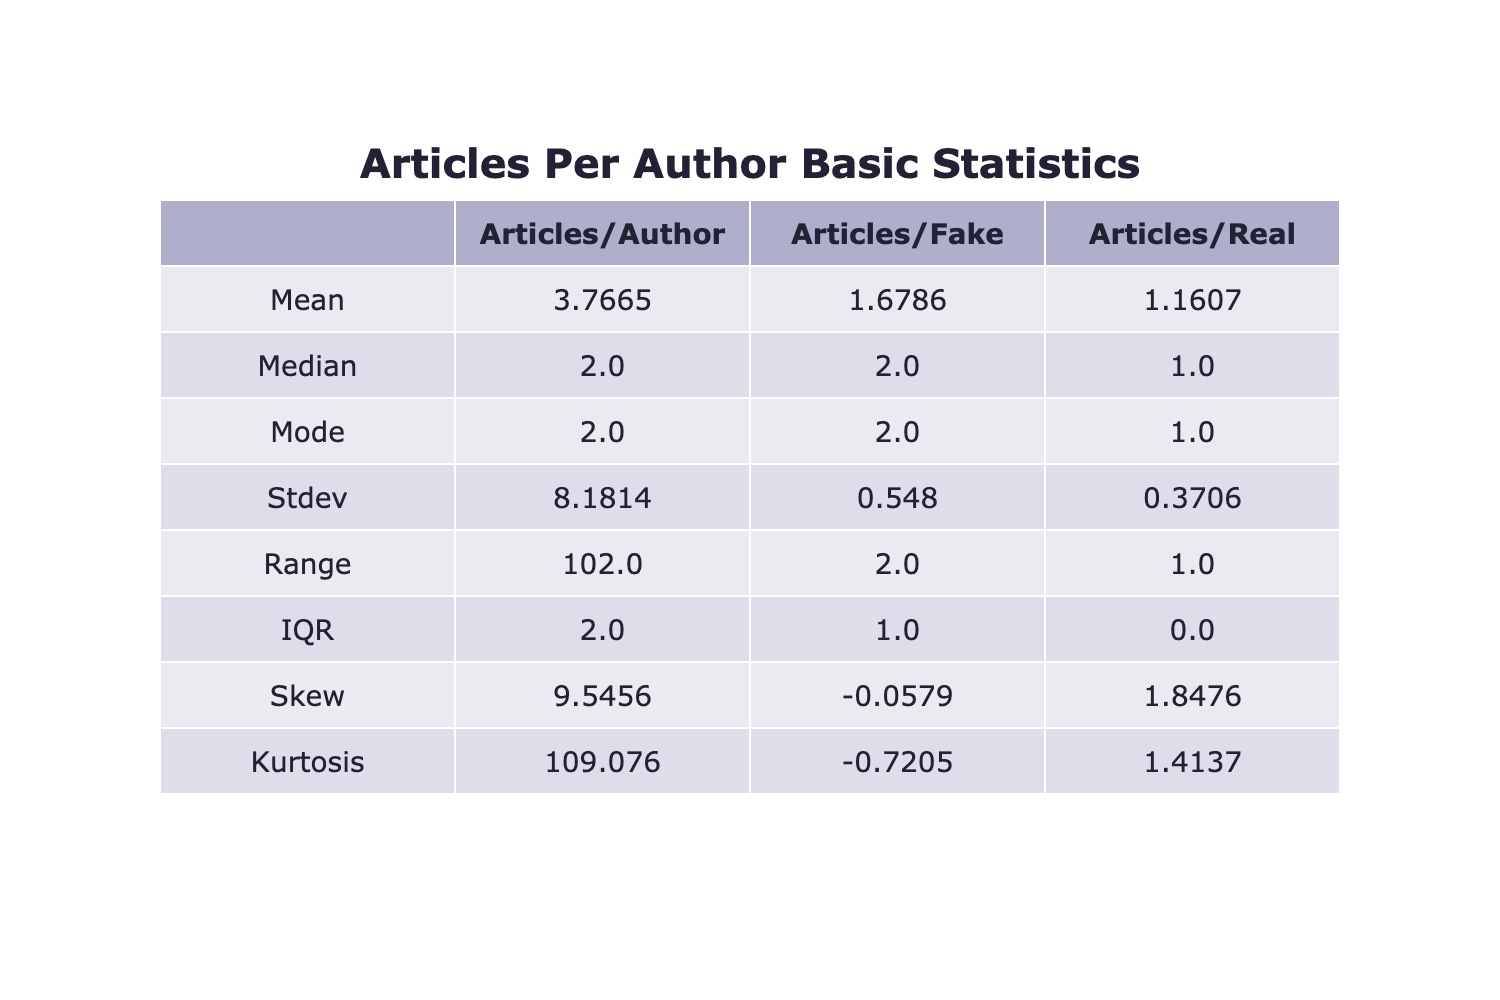 Articles Per Author Basic Statistics
Articles/Author Articles/Fake Articles/Real
Mean 3.7665 1.6786 1.1607
Median 2.0 2.0 1.0
Mode 2.0 2.0 1.0
Stdev 8.1814 0.548 0.3706
Range 102.0 2.0 1.0
IQR 2.0 1.0 0.0
Skew 9.5456 -0.0579 1.8476
Kurtosis 109.076 -0.7205 1.4137